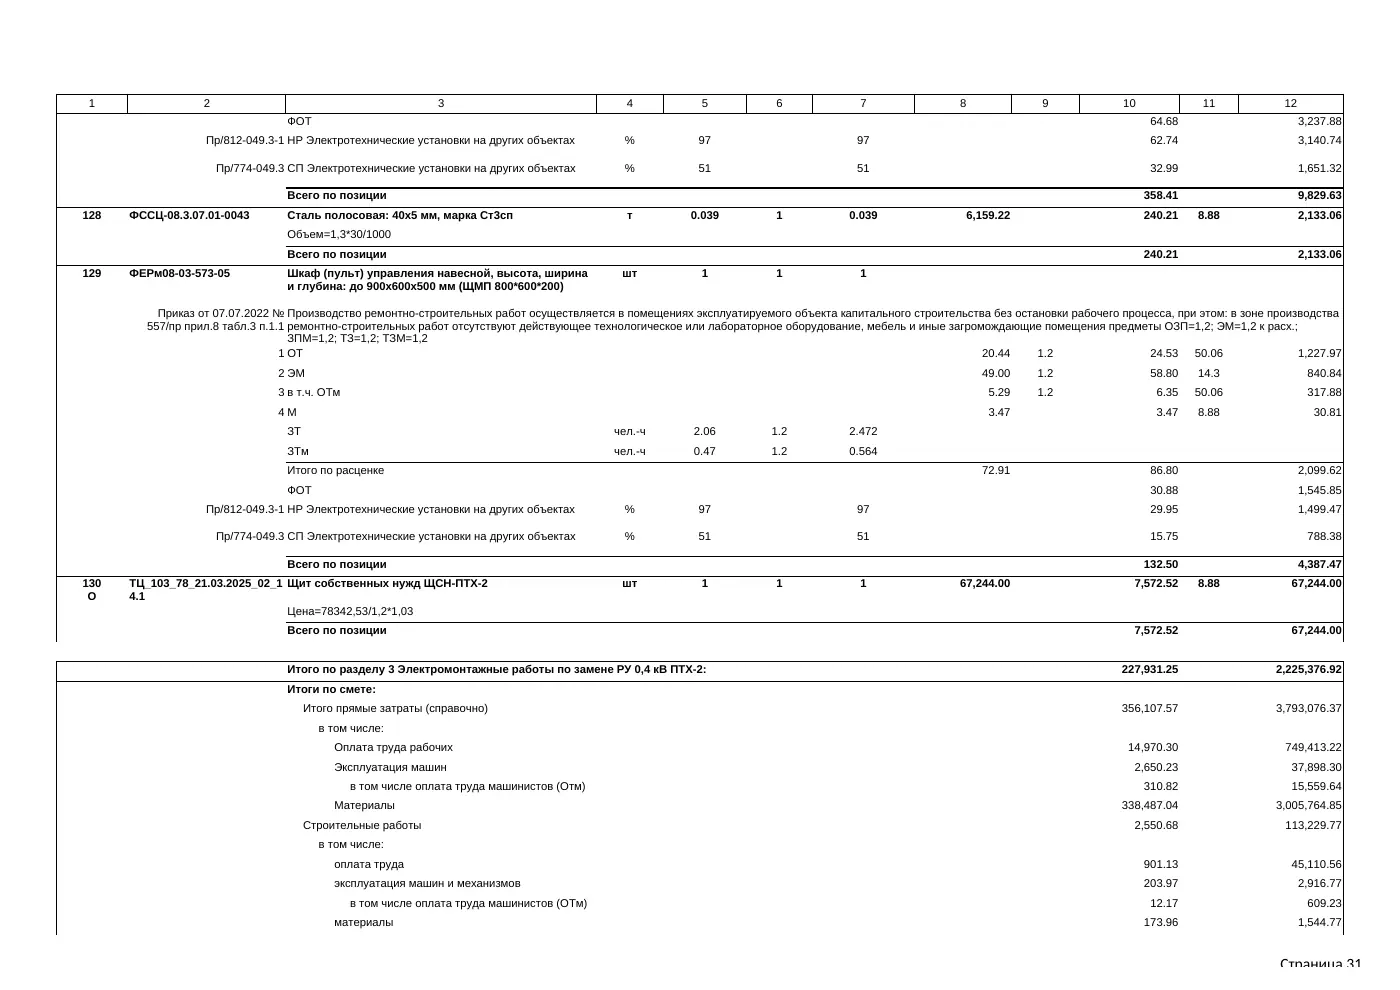 1 2 3 4 5 6 7 8 9 10 11 12
ФОТ 64.68 3,237.88
Пр/812-049.3-1 НР Электротехнические установки на других объектах % 97 97 62.74 3,140.74
Пр/774-049.3 СП Электротехнические установки на других объектах % 51 51 32.99 1,651.32
Всего по позиции 358.41 9,829.63
128 ФССЦ-08.3.07.01-0043 Сталь полосовая: 40х5 мм, марка Ст3сп т 0.039 1 0.039 6,159.22 240.21 8.88 2,133.06
Объем=1,3*30/1000
Всего по позиции 240.21 2,133.06
129 ФЕРм08-03-573-05 Шкаф (пульт) управления навесной, высота, ширина шт 1 1 1
и глубина: до 900х600х500 мм (ЩМП 800*600*200)
Приказ от 07.07.2022 № Производство ремонтно-строительных работ осуществляется в помещениях эксплуатируемого объекта капитального строительства без остановки рабочего процесса, при этом: в зоне производства
557/пр прил.8 табл.3 п.1.1 ремонтно-строительных работ отсутствуют действующее технологическое или лабораторное оборудование, мебель и иные загромождающие помещения предметы ОЗП=1,2; ЭМ=1,2 к расх.;
ЗПМ=1,2; ТЗ=1,2; ТЗМ=1,2
1 ОТ 20.44 1.2 24.53 50.06 1,227.97
2 ЭМ 49.00 1.2 58.80 14.3 840.84
3 в т.ч. ОТм 5.29 1.2 6.35 50.06 317.88
4 М 3.47 3.47 8.88 30.81
ЗТ чел.-ч 2.06 1.2 2.472
ЗТм чел.-ч 0.47 1.2 0.564
Итого по расценке 72.91 86.80 2,099.62
ФОТ 30.88 1,545.85
Пр/812-049.3-1 НР Электротехнические установки на других объектах % 97 97 29.95 1,499.47
Пр/774-049.3 СП Электротехнические установки на других объектах % 51 51 15.75 788.38
Всего по позиции 132.50 4,387.47
130 ТЦ_103_78_21.03.2025_02_1 Щит собственных нужд ЩСН-ПТХ-2 шт 1 1 1 67,244.00 7,572.52 8.88 67,244.00
О 4.1
Цена=78342,53/1,2*1,03
Всего по позиции 7,572.52 67,244.00
Итого по разделу 3 Электромонтажные работы по замене РУ 0,4 кВ ПТХ-2: 227,931.25 2,225,376.92
Итоги по смете:
Итого прямые затраты (справочно) 356,107.57 3,793,076.37
в том числе:
Оплата труда рабочих 14,970.30 749,413.22
Эксплуатация машин 2,650.23 37,898.30
в том числе оплата труда машинистов (Отм) 310.82 15,559.64
Материалы 338,487.04 3,005,764.85
Строительные работы 2,550.68 113,229.77
в том числе:
оплата труда 901.13 45,110.56
эксплуатация машин и механизмов 203.97 2,916.77
в том числе оплата труда машинистов (ОТм) 12.17 609.23
материалы 173.96 1,544.77
Страница 31